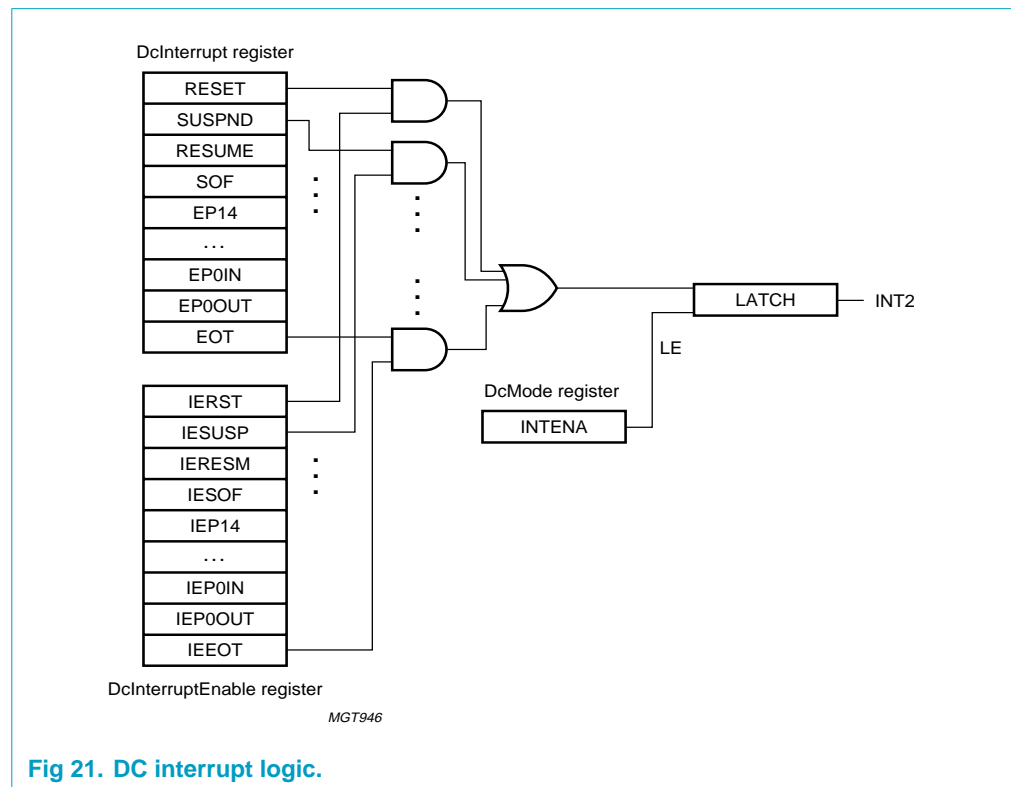 DcInterrupt register
RESET
SUSPND
RESUME
SOF
EP14
...
EP0IN
EP0OUT
EOT
LATCH
INT2
LE
DcMode register
INTENA
IERST
IESUSP
IERESM
IESOF
IEP14
...
IEP0IN
IEP0OUT
IEEOT
DcInterruptEnable register
MGT946
Fig 21. DC interrupt logic.